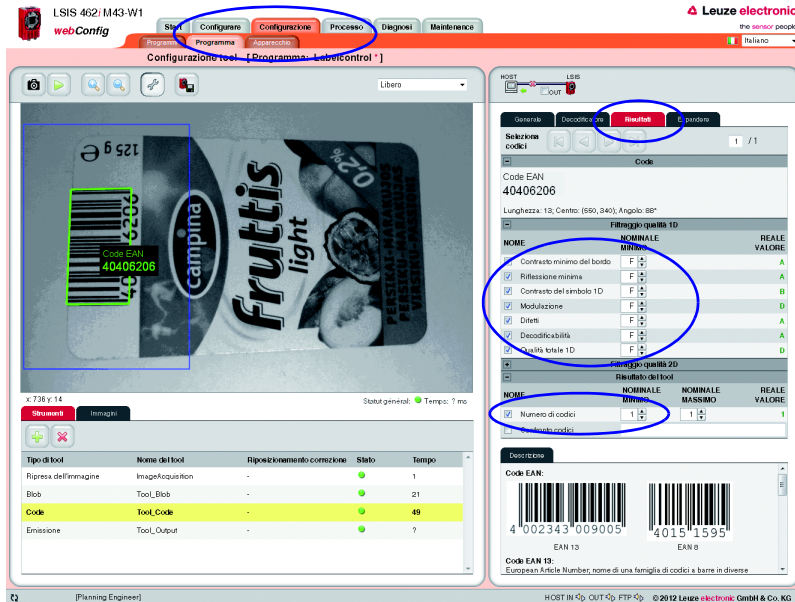 LSIS 462i M43-W1
webConfig
Start
Configurare
Configurazione
Processo
Diagnosi
Maintenance
Leuze electronic
the sensor people
Programmi
Programma
Apparecchio
Italiano
Configurazione tool [ Programma: Labelcontrol * ]
Libero
HOST
LSIS
OUT
Generale
Decodificatore
Risultati
Espandere
Seleziona codici
1 / 1
Code
Code EAN
40406206
Lunghezza: 13; Centro: (550, 340); Angolo: 88°
Filtraggio qualità 1D
NOME
NOMINALE MINIMO
REALE VALORE
Contrasto minimo del bordo F A
Riflessione minima F A
Contrasto del simbolo 1D F B
Modulazione F D
Difetti F A
Decodificabilità F A
Qualità totale 1D F D
Filtraggio qualità 2D
Risultato del tool
NOME
NOMINALE MINIMO
NOMINALE MASSIMO
REALE VALORE
Numero di codici 1 1 1
Confronto codici
125 g e
campina
fruttis
light
0,2%
Code EAN
40406206
x: 736 y: 14
Statut général:
Tempo: ? ms
Strumenti
Immagini
Tipo di tool
Nome del tool
Riposizionamento correzione
Stato
Tempo
Ripresa dell'immagine ImageAcquisition - 1
Blob Tool_Blob - 21
Code Tool_Code - 49
Emissione Tool_Output - ?
Descrizione
Code EAN:
4 002343 009005
4015 1595
EAN 13
EAN 8
Code EAN 13:
European Article Number; nome di una famiglia di codici a barre in diverse
[Planning Engineer]
HOST IN OUT FTP
© 2012 Leuze electronic GmbH & Co. KG